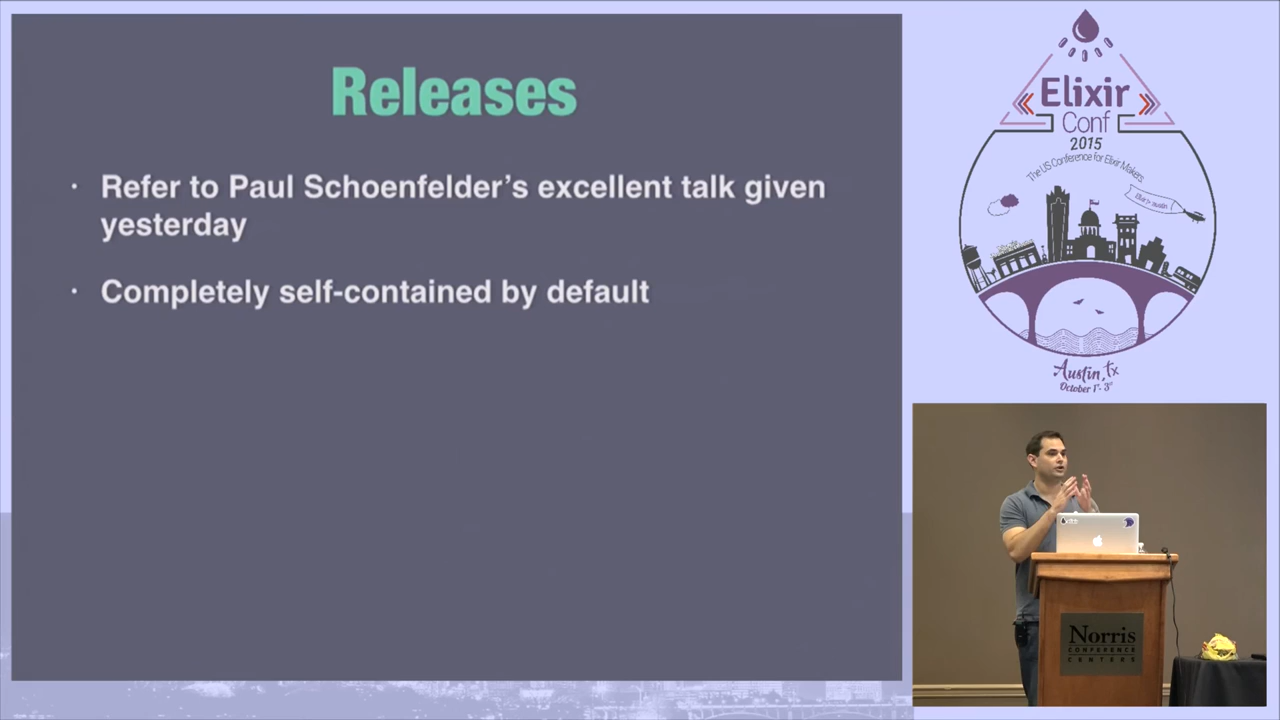 Releases
· Refer to Paul Schoenfelder’s excellent talk given
yesterday
· Completely self-contained by default
Elixir
Conf
2015
The US Conference for Elixir Makers
Austin, TX
October 1st - 3rd
Norris
CONFERENCE
CENTERS